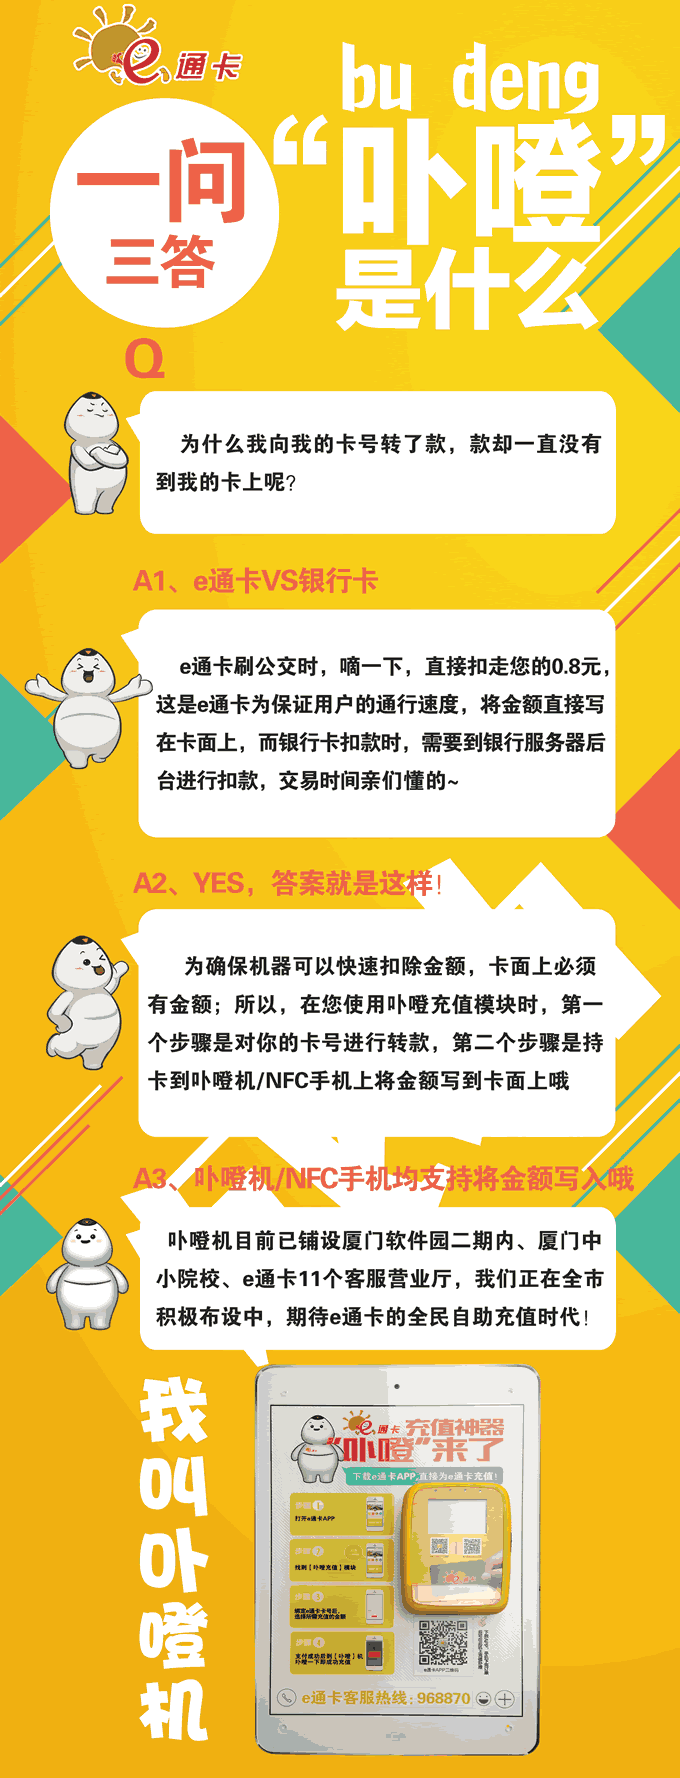 e通卡
bu deng
一问
三答
“卟噔”
是什么
Q
为什么我向我的卡号转了款，款却一直没有
到我的卡上呢？
A1、e通卡VS银行卡
e通卡刷公交时，嘀一下，直接扣走您的0.8元，
这是e通卡为保证用户的通行速度，将金额直接写
在卡面上，而银行卡扣款时，需要到银行服务器后
台进行扣款，交易时间亲们懂的~
A2、YES，答案就是这样！
为确保机器可以快速扣除金额，卡面上必须
有金额；所以，在您使用卟噔充值模块时，第一
个步骤是对你的卡号进行转款，第二个步骤是持
卡到卟噔机/NFC手机上将金额写到卡面上哦
A3、卟噔机/NFC手机均支持将金额写入哦
卟噔机目前已铺设厦门软件园二期内、厦门中
小院校、e通卡11个客服营业厅，我们正在全市
积极布设中，期待e通卡的全民自助充值时代！
我叫卟噔机
e通卡 充值神器
“卟噔”来了
下载e通卡APP,直接为e通卡充值！
步骤1
打开e通卡APP
步骤2
找到【卟噔充值】模块
步骤3
绑定e通卡卡号后，
选择所需充值的金额
步骤4
支付成功后到【卟噔】机
卟噔一下即成功充值
e通卡APP二维码
e通卡客服热线：968870